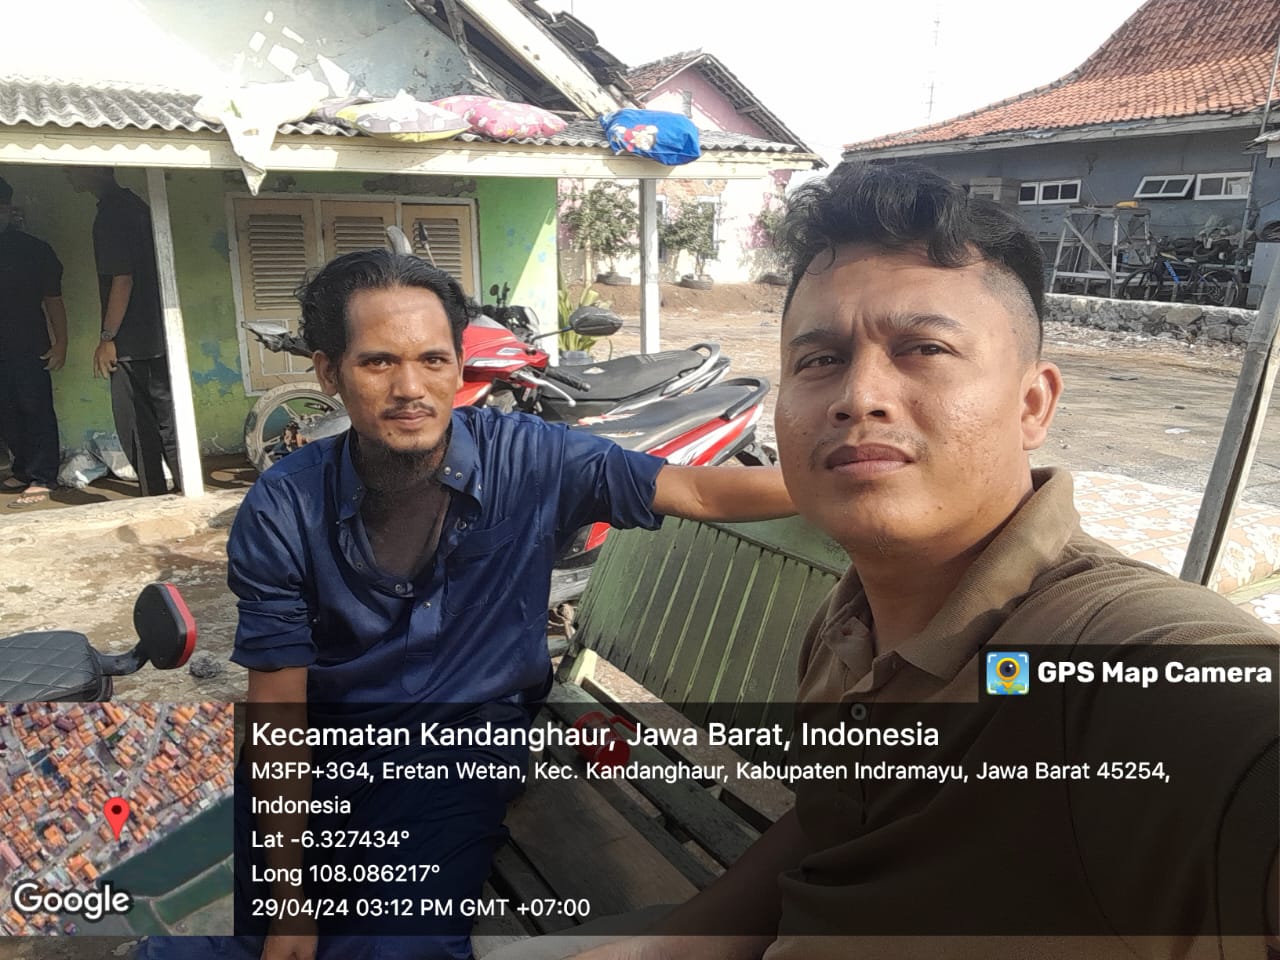 GPS Map Camera
Kecamatan Kandanghaur, Jawa Barat, Indonesia
M3FP+3G4, Eretan Wetan, Kec. Kandanghaur, Kabupaten Indramayu, Jawa Barat 45254,
Indonesia
Lat -6.327434°
Long 108.086217°
29/04/24 03:12 PM GMT +07:00
Google